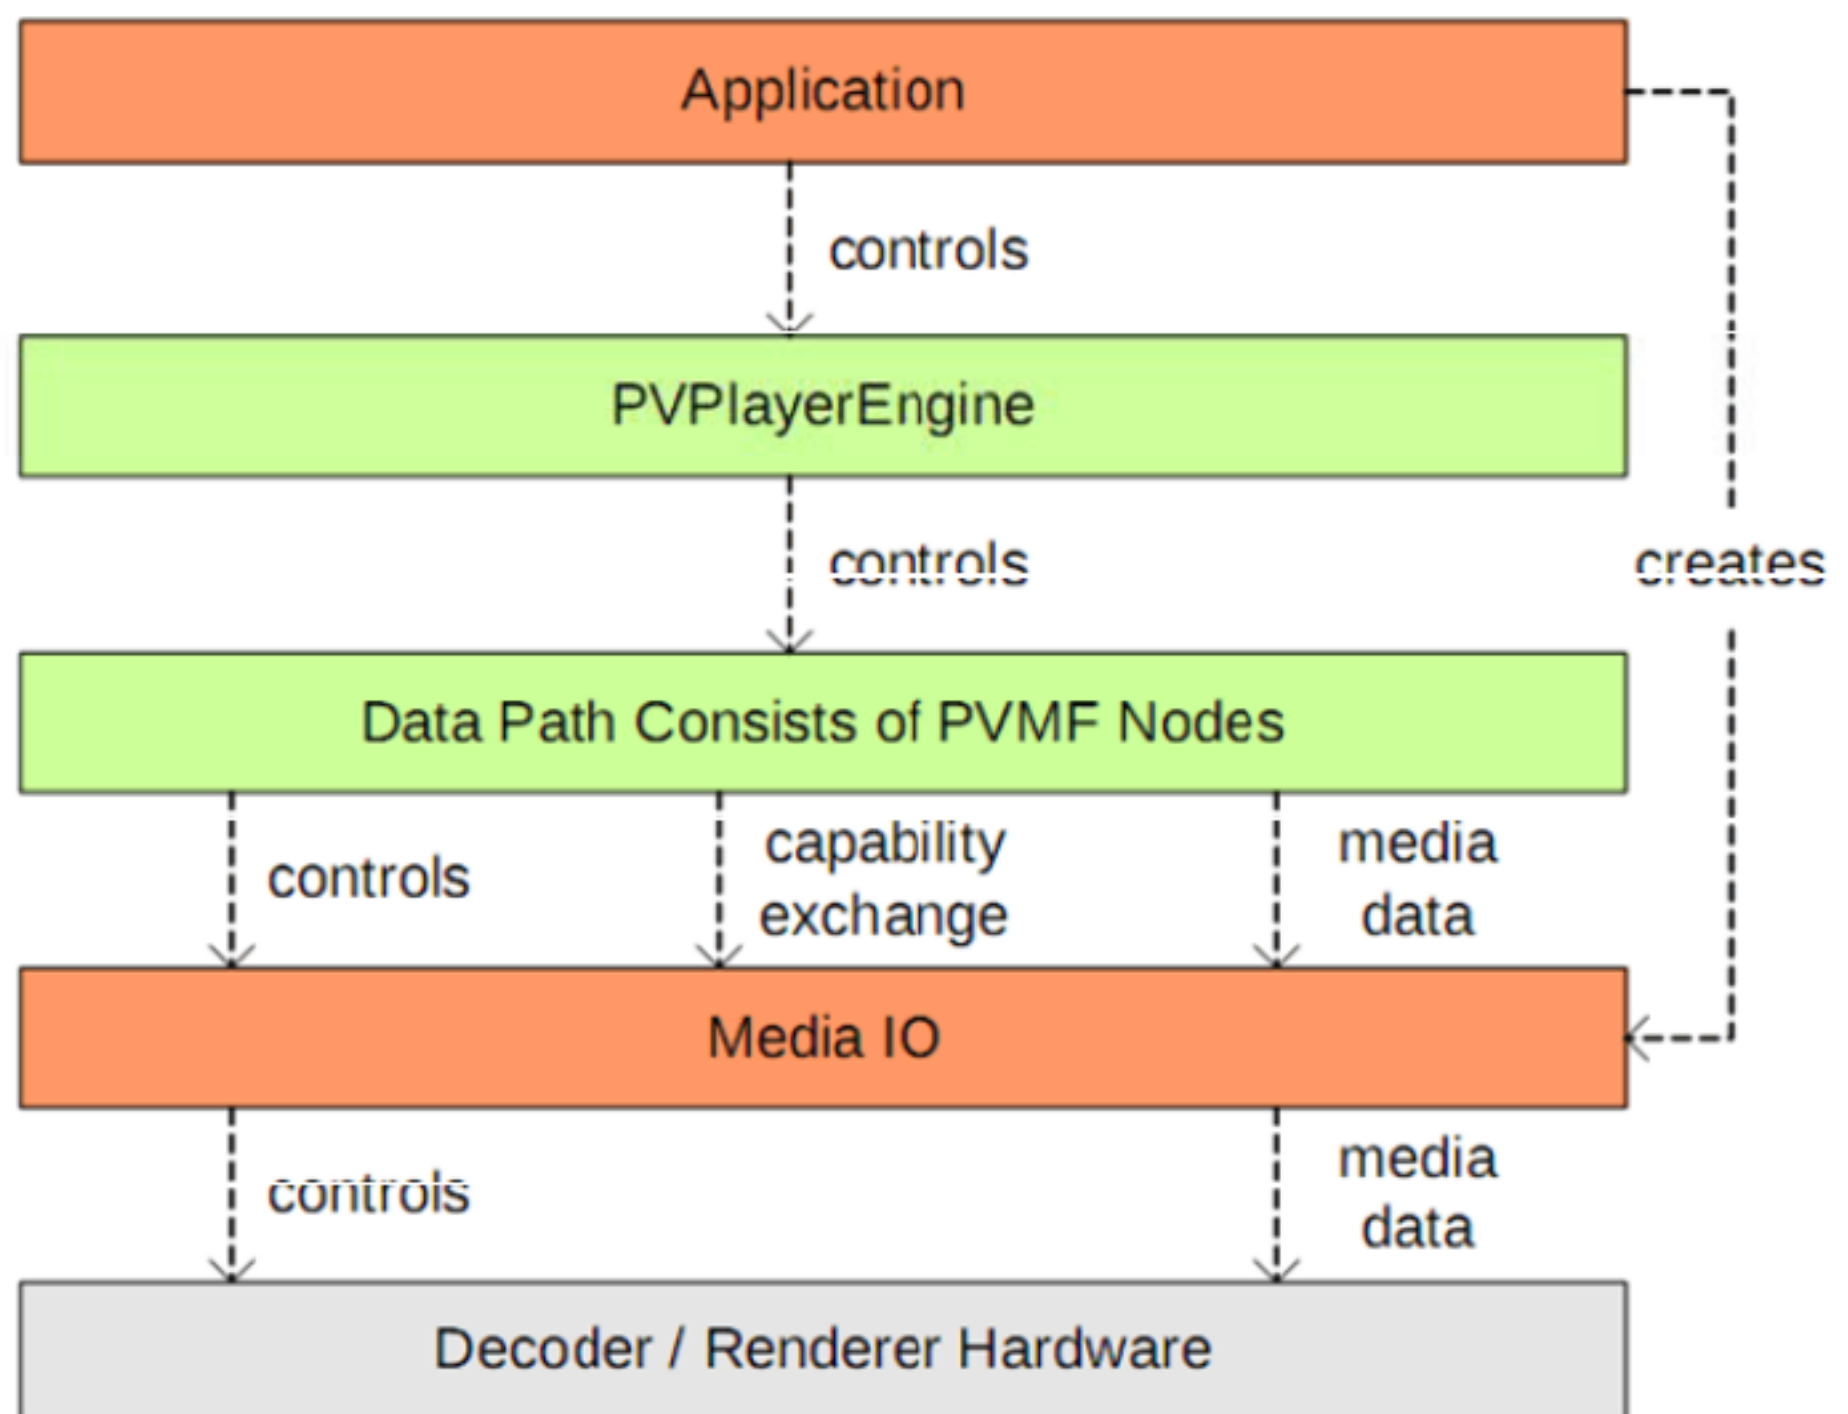 Application
controls
PVPlayerEngine
controls
creates
Data Path Consists of PVMF Nodes
controls
capability
exchange
media
data
Media IO
controls
media
data
Decoder / Renderer Hardware